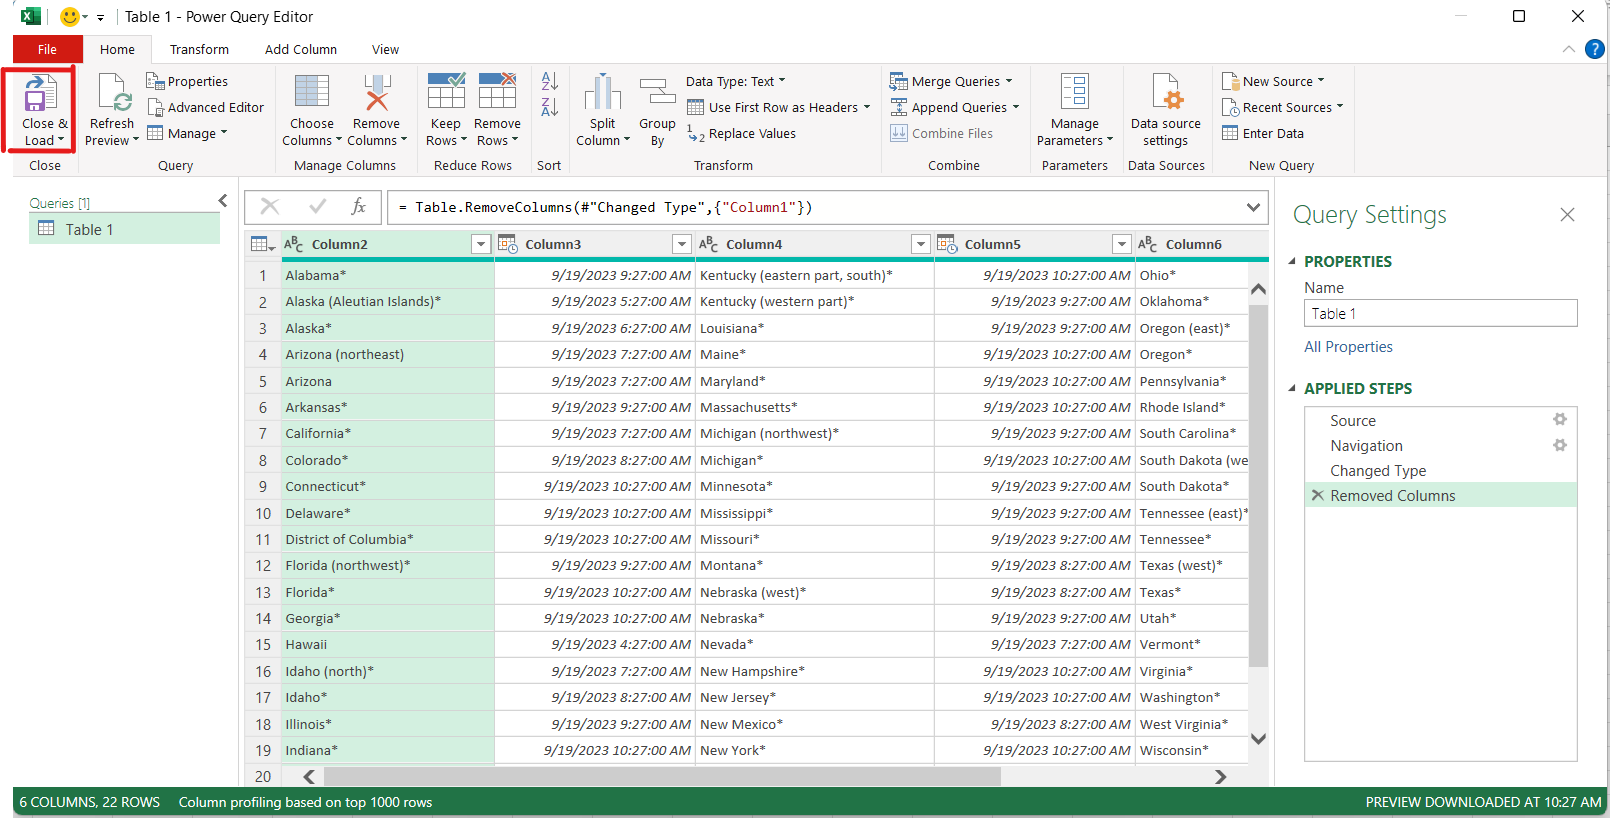 Table 1 - Power Query Editor
File Home Transform Add Column View
Close & Load
Refresh Preview
Properties
Advanced Editor
Manage
Choose Columns
Remove Columns
Keep Rows
Remove Rows
Split Column
Group By
Data Type: Text
Use First Row as Headers
Replace Values
Merge Queries
Append Queries
Combine Files
Manage Parameters
Data source settings
New Source
Recent Sources
Enter Data
Close Query Manage Columns Reduce Rows Sort Transform Combine Parameters Data Sources New Query
Queries [1]
Table 1
fx = Table.RemoveColumns(#"Changed Type",{"Column1"})
Column2 Column3 Column4 Column5 Column6
1 Alabama* 9/19/2023 9:27:00 AM Kentucky (eastern part, south)* 9/19/2023 10:27:00 AM Ohio*
2 Alaska (Aleutian Islands)* 9/19/2023 5:27:00 AM Kentucky (western part)* 9/19/2023 9:27:00 AM Oklahoma*
3 Alaska* 9/19/2023 6:27:00 AM Louisiana* 9/19/2023 9:27:00 AM Oregon (east)*
4 Arizona (northeast) 9/19/2023 7:27:00 AM Maine* 9/19/2023 10:27:00 AM Oregon*
5 Arizona 9/19/2023 7:27:00 AM Maryland* 9/19/2023 10:27:00 AM Pennsylvania*
6 Arkansas* 9/19/2023 9:27:00 AM Massachusetts* 9/19/2023 10:27:00 AM Rhode Island*
7 California* 9/19/2023 7:27:00 AM Michigan (northwest)* 9/19/2023 9:27:00 AM South Carolina*
8 Colorado* 9/19/2023 8:27:00 AM Michigan* 9/19/2023 10:27:00 AM South Dakota (we
9 Connecticut* 9/19/2023 10:27:00 AM Minnesota* 9/19/2023 9:27:00 AM South Dakota*
10 Delaware* 9/19/2023 10:27:00 AM Mississippi* 9/19/2023 9:27:00 AM Tennessee (east)*
11 District of Columbia* 9/19/2023 10:27:00 AM Missouri* 9/19/2023 9:27:00 AM Tennessee*
12 Florida (northwest)* 9/19/2023 9:27:00 AM Montana* 9/19/2023 8:27:00 AM Texas (west)*
13 Florida* 9/19/2023 10:27:00 AM Nebraska (west)* 9/19/2023 8:27:00 AM Texas*
14 Georgia* 9/19/2023 10:27:00 AM Nebraska* 9/19/2023 9:27:00 AM Utah*
15 Hawaii 9/19/2023 4:27:00 AM Nevada* 9/19/2023 7:27:00 AM Vermont*
16 Idaho (north)* 9/19/2023 7:27:00 AM New Hampshire* 9/19/2023 10:27:00 AM Virginia*
17 Idaho* 9/19/2023 8:27:00 AM New Jersey* 9/19/2023 10:27:00 AM Washington*
18 Illinois* 9/19/2023 9:27:00 AM New Mexico* 9/19/2023 8:27:00 AM West Virginia*
19 Indiana* 9/19/2023 10:27:00 AM New York* 9/19/2023 10:27:00 AM Wisconsin*
20
Query Settings
PROPERTIES
Name
Table 1
All Properties
APPLIED STEPS
Source
Navigation
Changed Type
Removed Columns
6 COLUMNS, 22 ROWS Column profiling based on top 1000 rows PREVIEW DOWNLOADED AT 10:27 AM